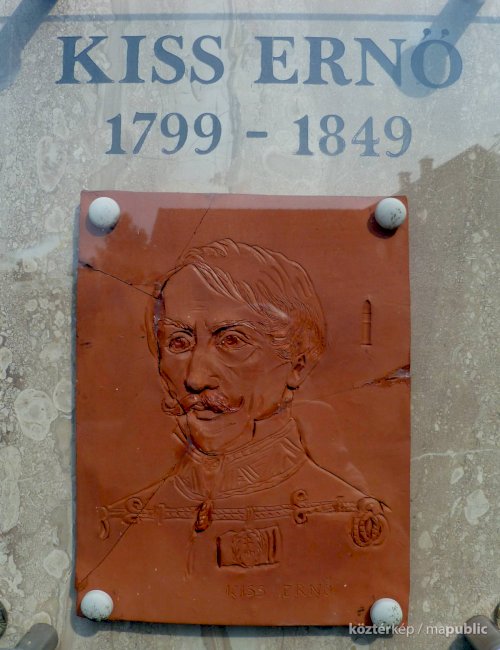 KISS ERNŐ
1799 - 1849
KISS ERNŐ
köztérkép / mapublic